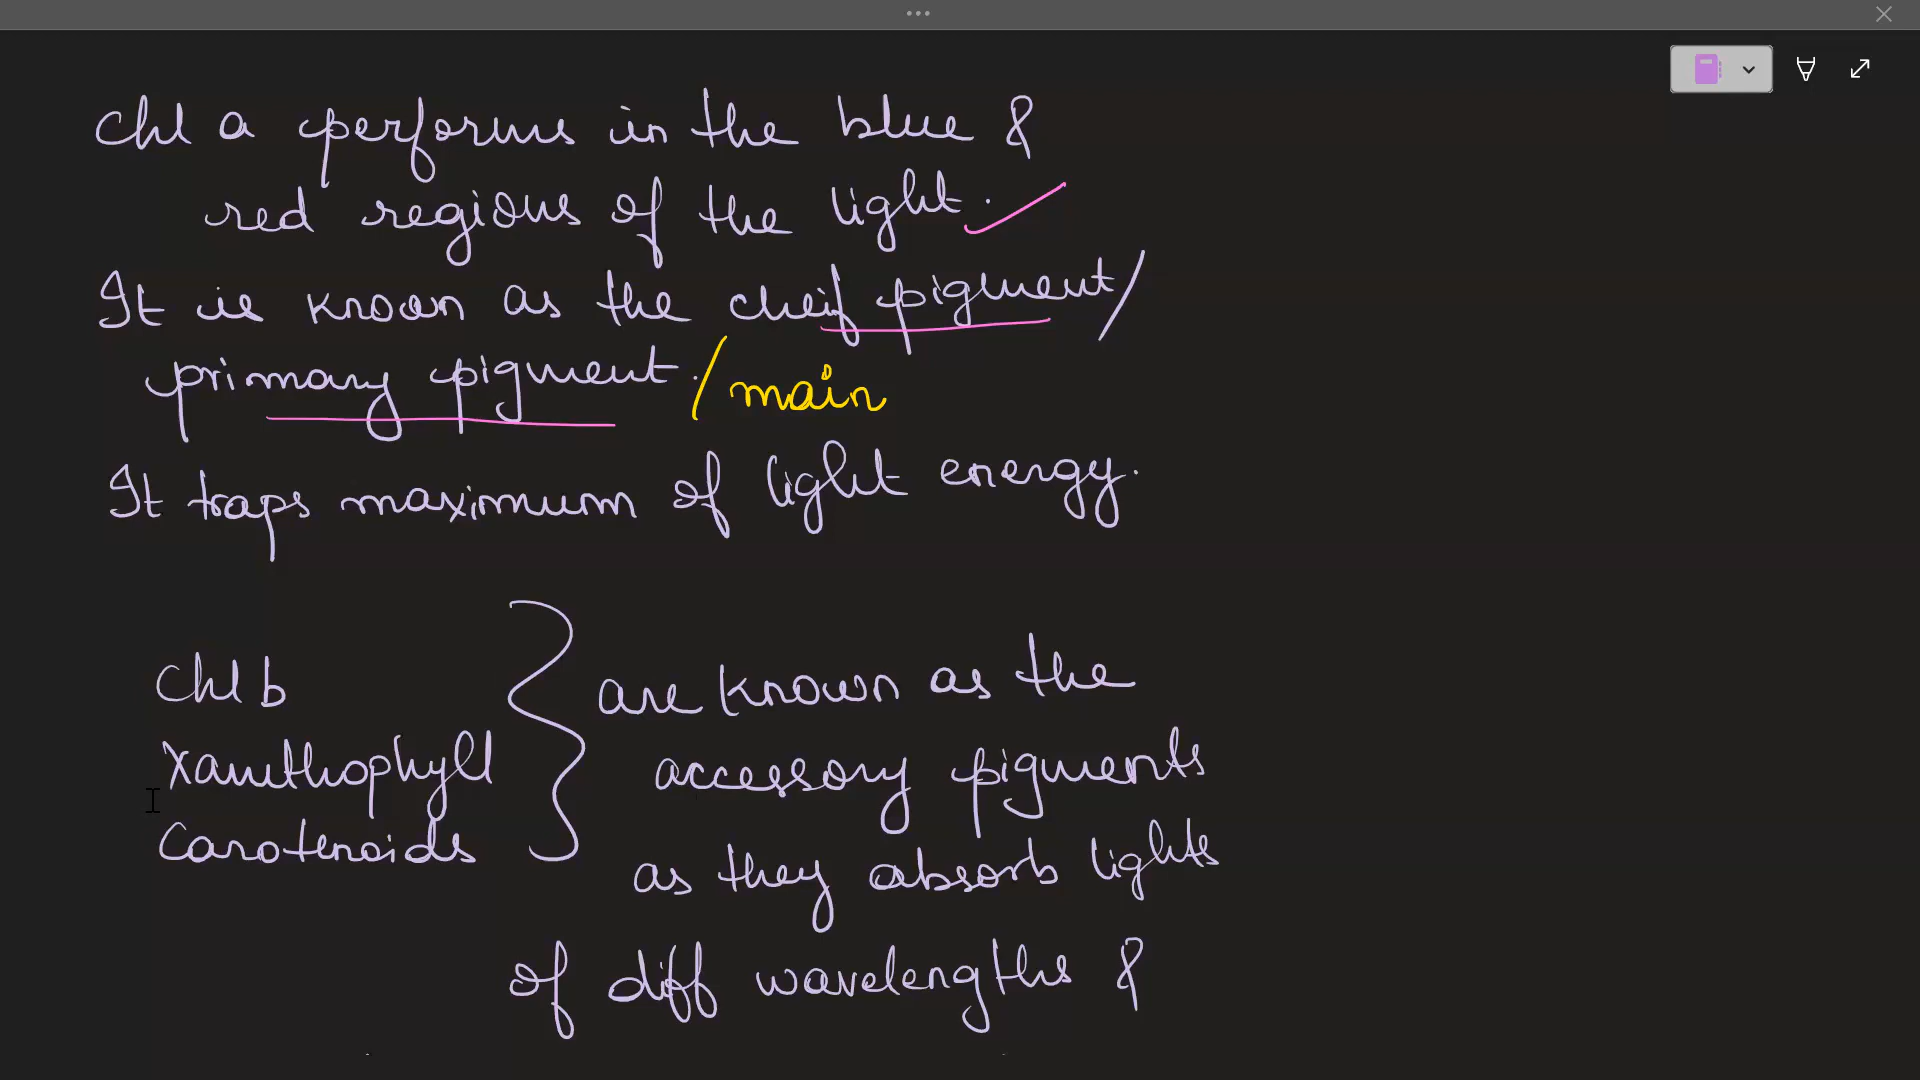 Chl a performs in the blue &
red regions of the light.
It is known as the cheif pigment/
primary pigment. / main
It traps maximum of light energy.
Chl b
Xanthophyll
Carotenoids
are known as the
accessory pigments
as they absorb lights
of diff wavelengths &